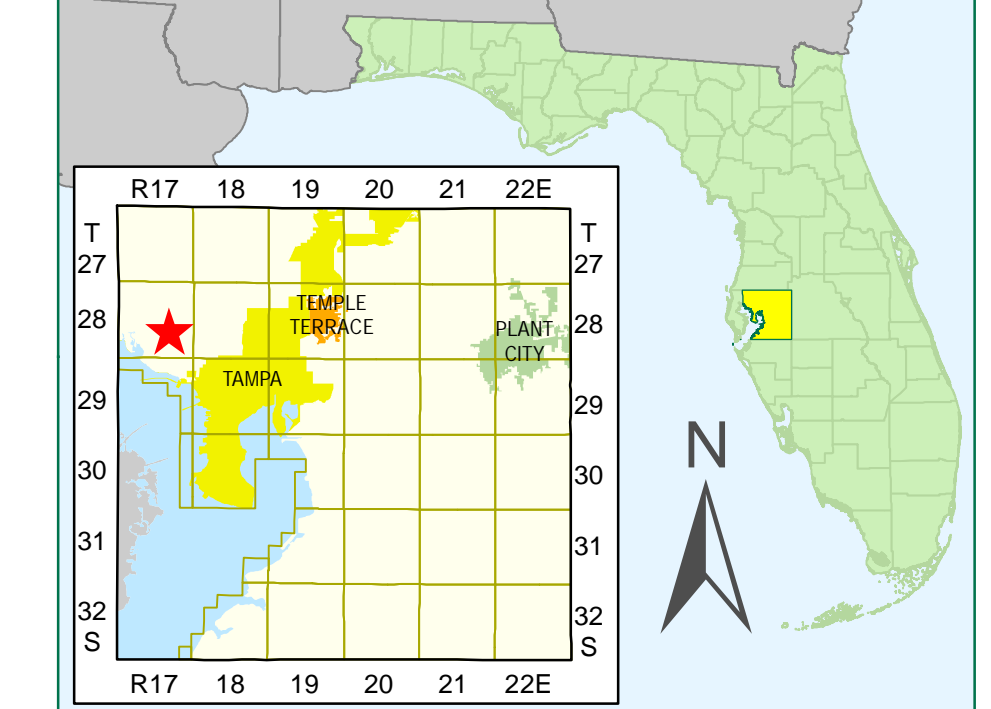 R17 18 19 20 21 22E
T T
27 27
TEMPLE
TERRACE
28 28
PLANT
CITY
TAMPA
29 29
N
30 30
31 31
32 32
S S
R17 18 19 20 21 22E